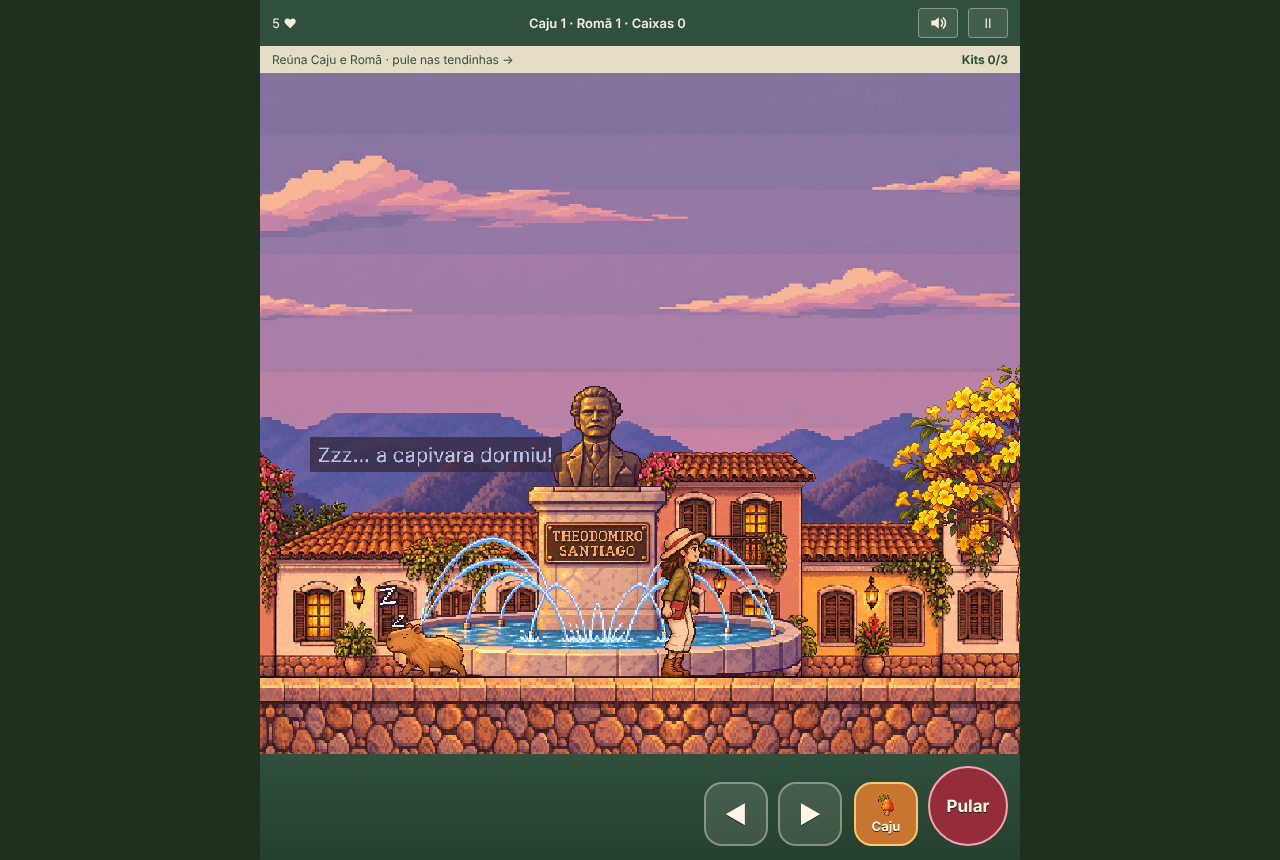 5 ♥
Caju 1 · Romã 1 · Caixas 0
Reúna Caju e Romã · pule nas tendinhas →
Kits 0/3
Zzz... a capivara dormiu!
THEODOMIRO
SANTIAGO
Z
z
Caju
Pular